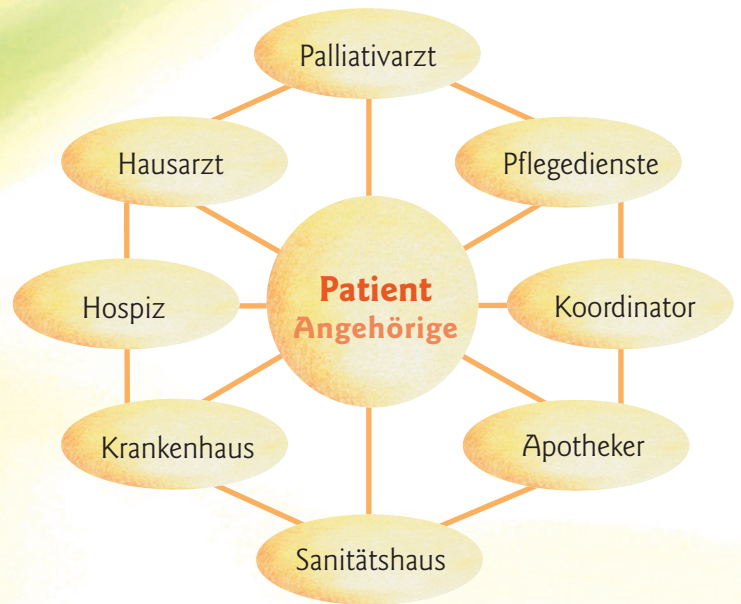 Palliativarzt
Hausarzt
Pflegedienste
Patient
Angehörige
Hospiz
Koordinator
Krankenhaus
Apotheker
Sanitätshaus